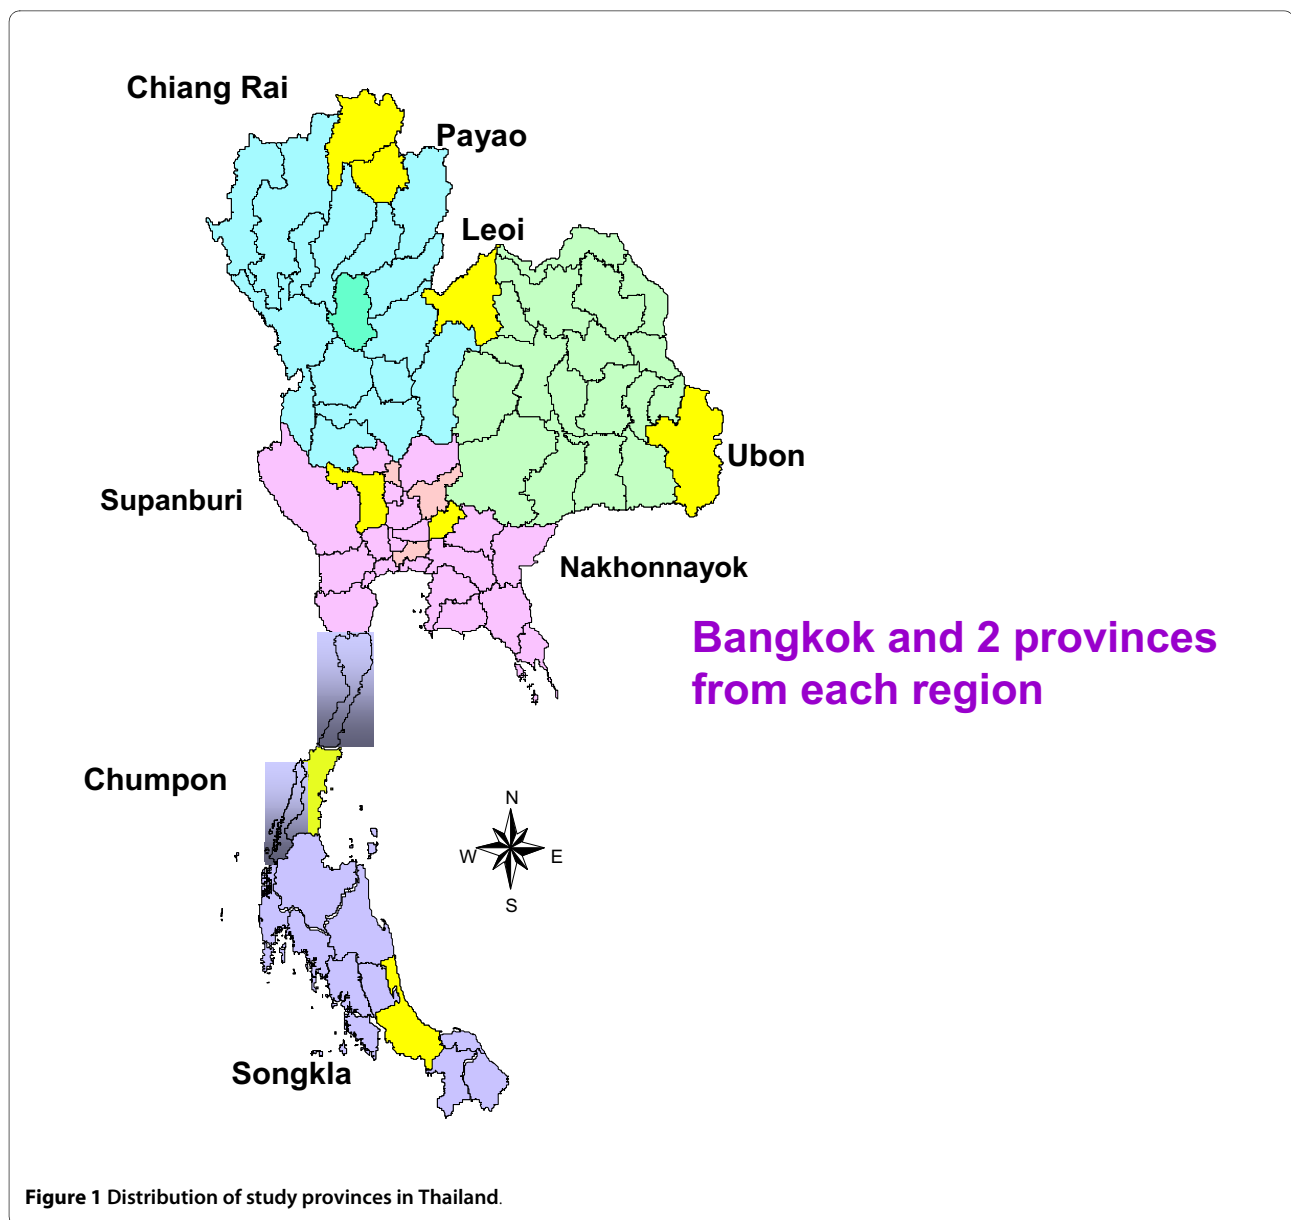 Chiang Rai
Payao
Leoi
Ubon
Supanburi
Nakhonnayok
Bangkok and 2 provinces
from each region
Chumpon
N
W
E
S
Songkla
Figure 1 Distribution of study provinces in Thailand.